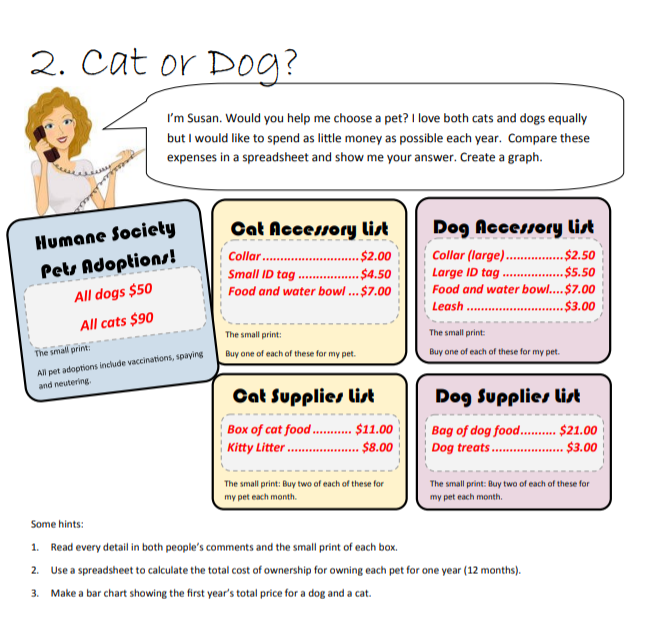 2. Cat or Dog?
I'm Susan. Would you help me choose a pet? I love both cats and dogs equally
but I would like to spend as little money as possible each year.  Compare these
expenses in a spreadsheet and show me your answer. Create a graph.
Humane Society
Pets Adoptions!
All dogs $50
All cats $90
The small print:
All pet adoptions include vaccinations, spaying
and neutering.
Cat Accessory List
Collar............................$2.00
Small ID tag .................$4.50
Food and water bowl ...$7.00
The small print:
Buy one of each of these for my pet.
Dog Accessory List
Collar (large).................$2.50
Large ID tag ..................$5.50
Food and water bowl....$7.00
Leash ............................$3.00
The small print:
Buy one of each of these for my pet.
Cat Supplies List
Box of cat food........... $11.00
Kitty Litter .................... $8.00
The small print: Buy two of each of these for
my pet each month.
Dog Supplies List
Bag of dog food.......... $21.00
Dog treats..................... $3.00
The small print: Buy two of each of these for
my pet each month.
Some hints:
1. Read every detail in both people's comments and the small print of each box.
2. Use a spreadsheet to calculate the total cost of ownership for owning each pet for one year (12 months).
3. Make a bar chart showing the first year's total price for a dog and a cat.